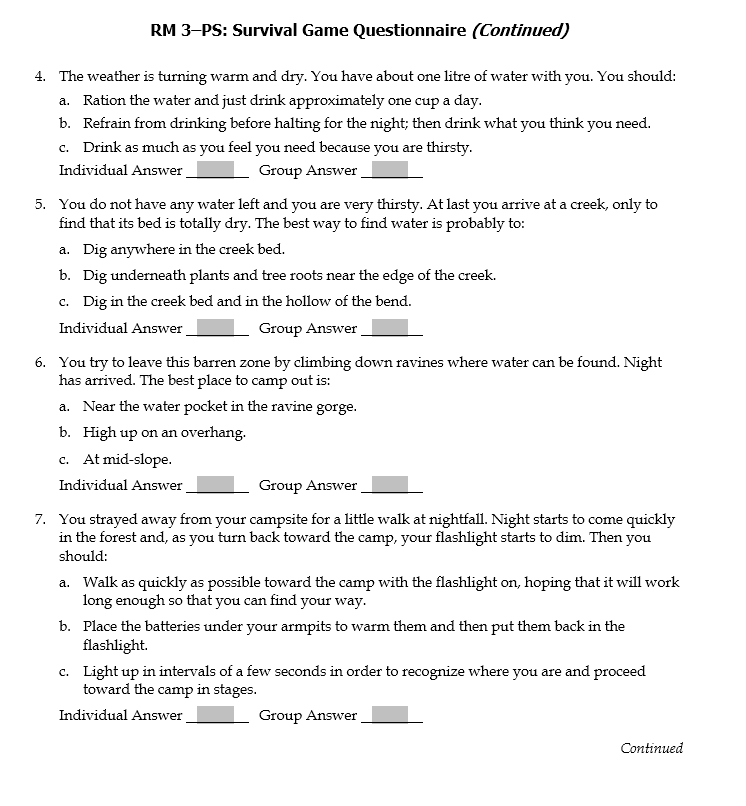 RM 3–PS: Survival Game Questionnaire (Continued)
4. The weather is turning warm and dry. You have about one litre of water with you. You should:
a. Ration the water and just drink approximately one cup a day.
b. Refrain from drinking before halting for the night; then drink what you think you need.
c. Drink as much as you feel you need because you are thirsty.
Individual Answer ______ Group Answer ______
5. You do not have any water left and you are very thirsty. At last you arrive at a creek, only to
find that its bed is totally dry. The best way to find water is probably to:
a. Dig anywhere in the creek bed.
b. Dig underneath plants and tree roots near the edge of the creek.
c. Dig in the creek bed and in the hollow of the bend.
Individual Answer ______ Group Answer ______
6. You try to leave this barren zone by climbing down ravines where water can be found. Night
has arrived. The best place to camp out is:
a. Near the water pocket in the ravine gorge.
b. High up on an overhang.
c. At mid-slope.
Individual Answer ______ Group Answer ______
7. You strayed away from your campsite for a little walk at nightfall. Night starts to come quickly
in the forest and, as you turn back toward the camp, your flashlight starts to dim. Then you
should:
a. Walk as quickly as possible toward the camp with the flashlight on, hoping that it will work
long enough so that you can find your way.
b. Place the batteries under your armpits to warm them and then put them back in the
flashlight.
c. Light up in intervals of a few seconds in order to recognize where you are and proceed
toward the camp in stages.
Individual Answer ______ Group Answer ______
Continued